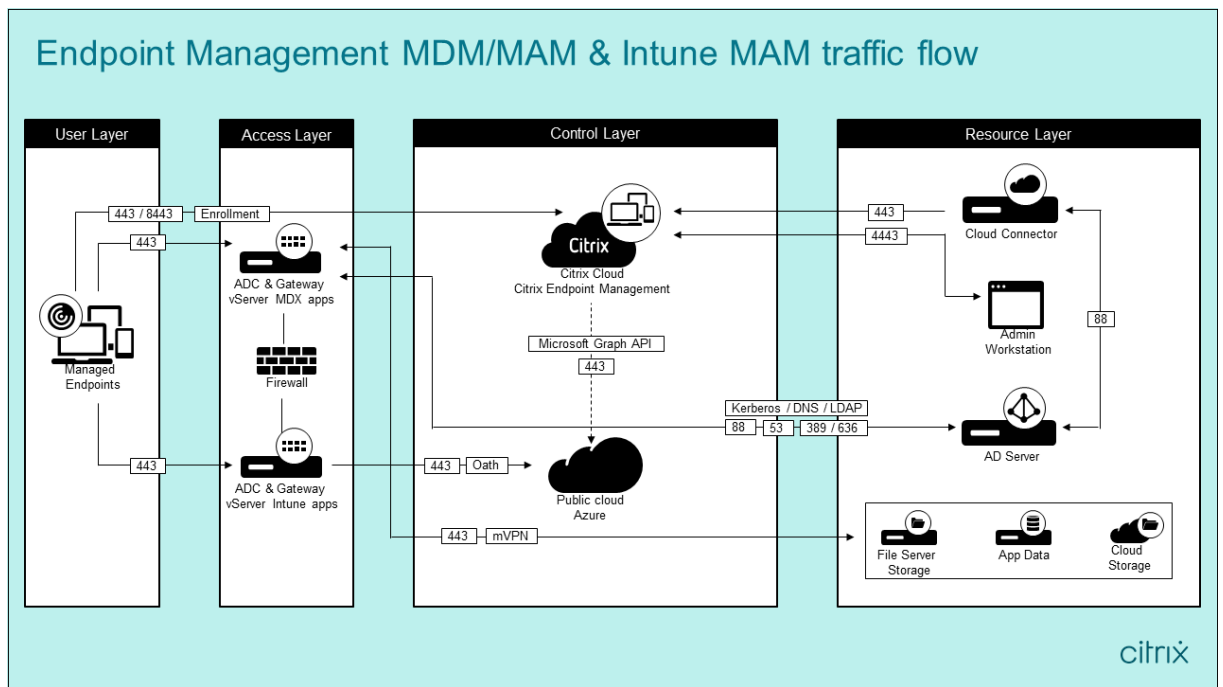 Endpoint Management MDM/MAM & Intune MAM traffic flow
User Layer
Access Layer
Control Layer
Resource Layer
443 / 8443
Enrollment
443
443
4443
Citrix
Cloud Connector
ADC & Gateway
vServer MDX apps
Citrix Cloud
Citrix Endpoint Management
88
Admin
Workstation
Microsoft Graph API
443
Managed
Endpoints
Firewall
Kerberos / DNS / LDAP
88
53
389 / 636
AD Server
443
ADC & Gateway
vServer Intune apps
443
Oath
Public cloud
Azure
443
mVPN
File Server
Storage
App Data
Cloud
Storage
citrix